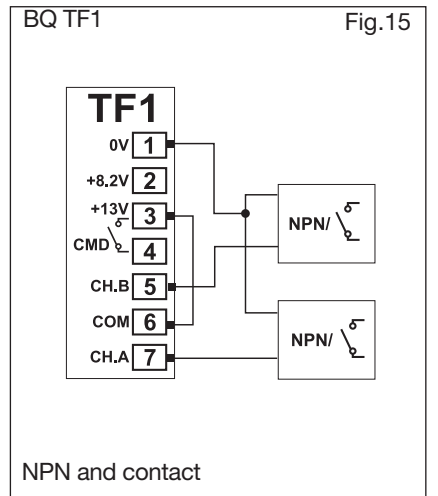 BQ TF1 Fig.15
TF1
0V 1
+8.2V 2
+13V 3
CMD 4
CH.B 5
COM 6
CH.A 7
NPN/
NPN/
NPN and contact